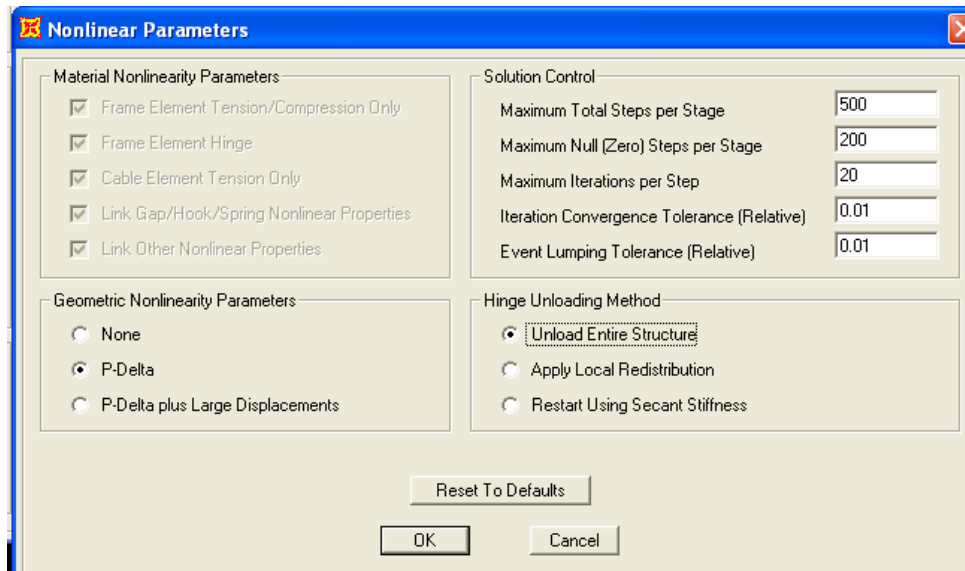 Nonlinear Parameters
Material Nonlinearity Parameters
Frame Element Tension/Compression Only
Frame Element Hinge
Cable Element Tension Only
Link Gap/Hook/Spring Nonlinear Properties
Link Other Nonlinear Properties
Solution Control
Maximum Total Steps per Stage 500
Maximum Null (Zero) Steps per Stage 200
Maximum Iterations per Step 20
Iteration Convergence Tolerance (Relative) 0.01
Event Lumping Tolerance (Relative) 0.01
Geometric Nonlinearity Parameters
None
P-Delta
P-Delta plus Large Displacements
Hinge Unloading Method
Unload Entire Structure
Apply Local Redistribution
Restart Using Secant Stiffness
Reset To Defaults
OK Cancel